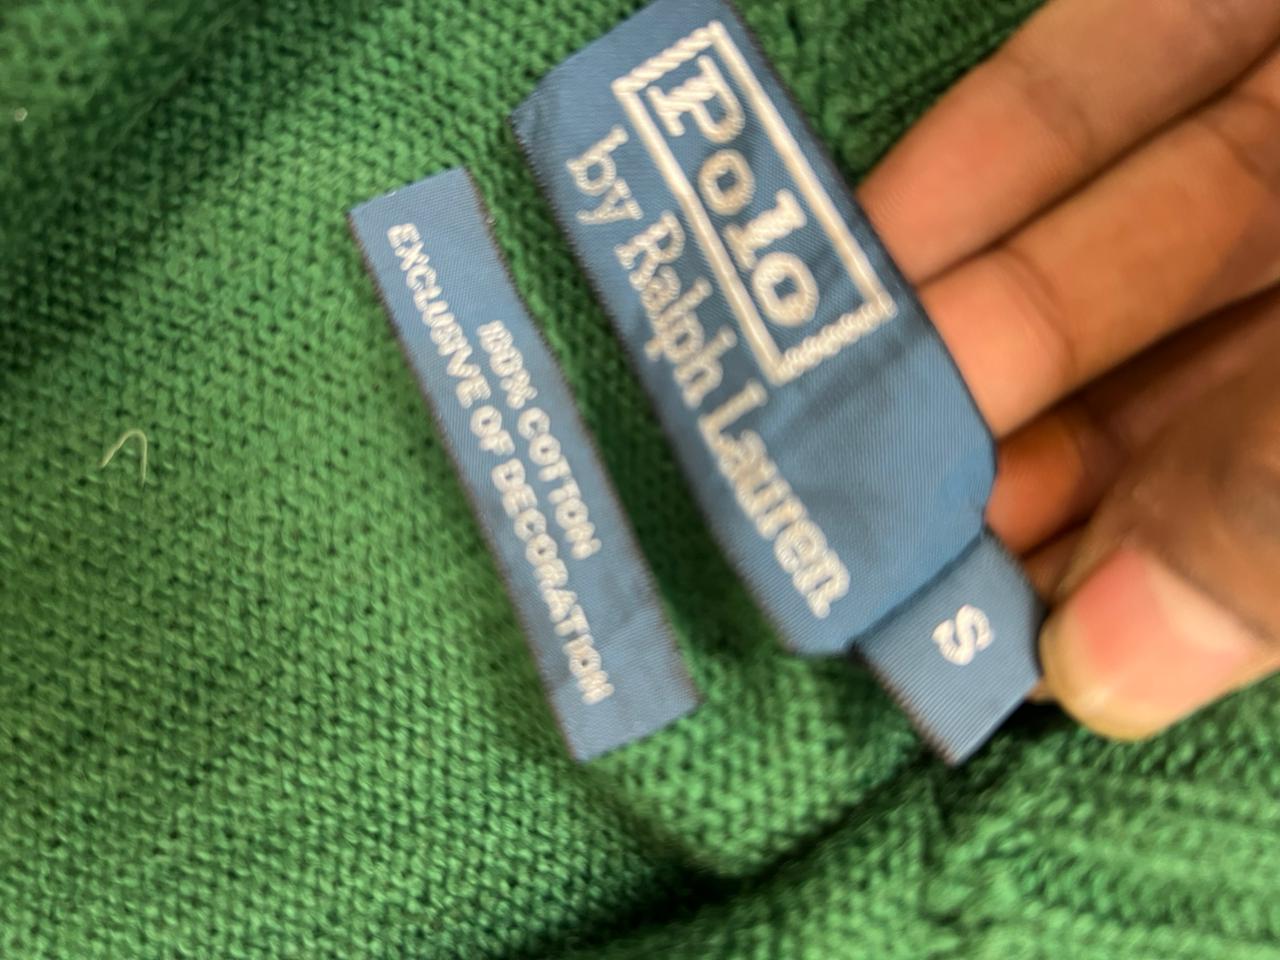 Polo
by Ralph Lauren
S
100% COTTON
EXCLUSIVE OF DECORATION